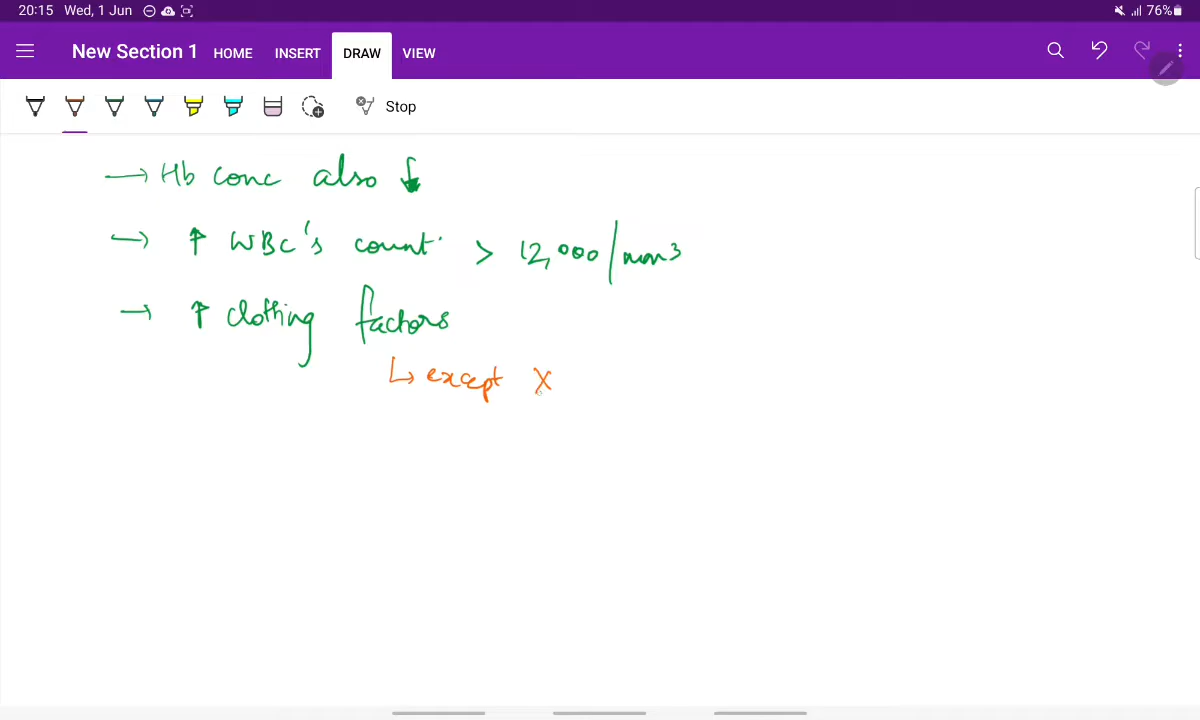 20:15 Wed, 1 Jun 76%
New Section 1 HOME INSERT DRAW VIEW
Stop
→ Hb conc also ↓
→ ↑ WBC's count > 12,000/mm3
→ ↑ clothing factors
↳ except X